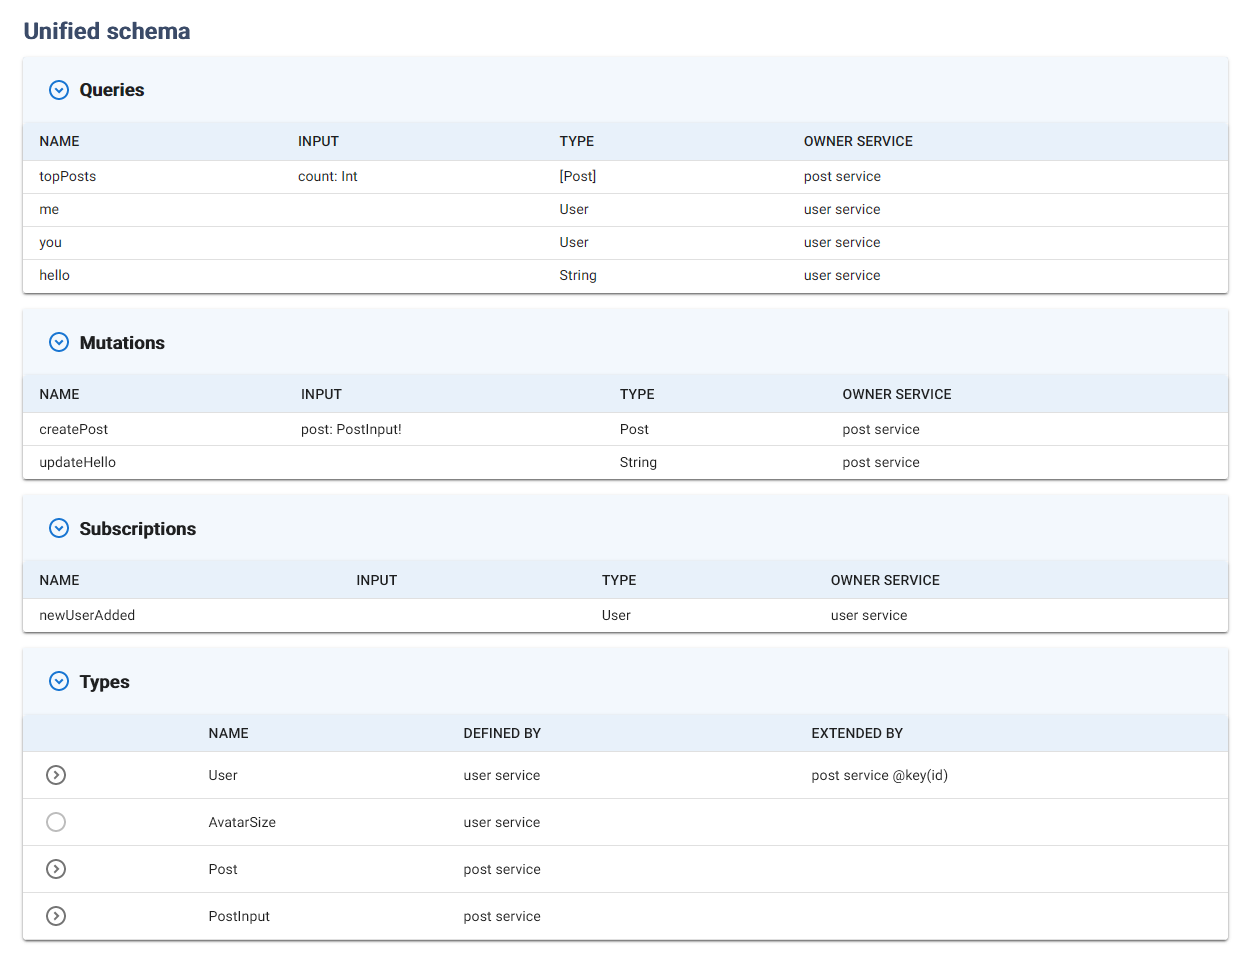 Unified schema
Queries
NAME INPUT TYPE OWNER SERVICE
topPosts count: Int [Post] post service
me User user service
you User user service
hello String user service
Mutations
NAME INPUT TYPE OWNER SERVICE
createPost post: PostInput! Post post service
updateHello String post service
Subscriptions
NAME INPUT TYPE OWNER SERVICE
newUserAdded User user service
Types
NAME DEFINED BY EXTENDED BY
User user service post service @key(id)
AvatarSize user service
Post post service
PostInput post service